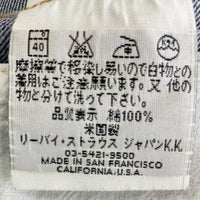 40
摩擦等で移染し易いので白物との
着用はご注意願います。又 他の
物と分けて洗って下さい。
品質表示 綿100%
米国製
リーバイ・ストラウス ジャパンK.K.
03-5421-9500
MADE IN SAN FRANCISCO
CALIFORNIA, U.S.A.